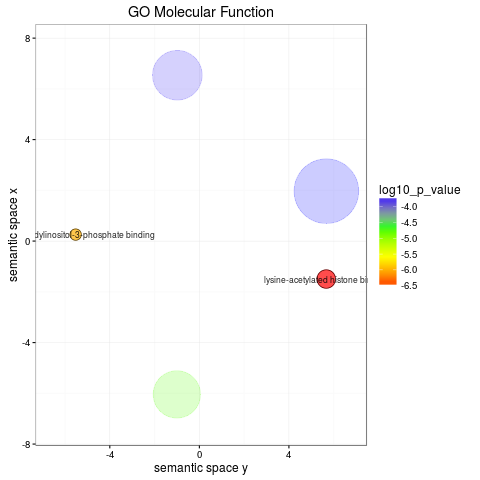 GO Molecular Function
semantic space x
8
4
0
-4
-8
dylinositol-3-phosphate binding
lysine-acetylated histone bi
-4
0
4
semantic space y
log10_p_value
-4.0
-4.5
-5.0
-5.5
-6.0
-6.5